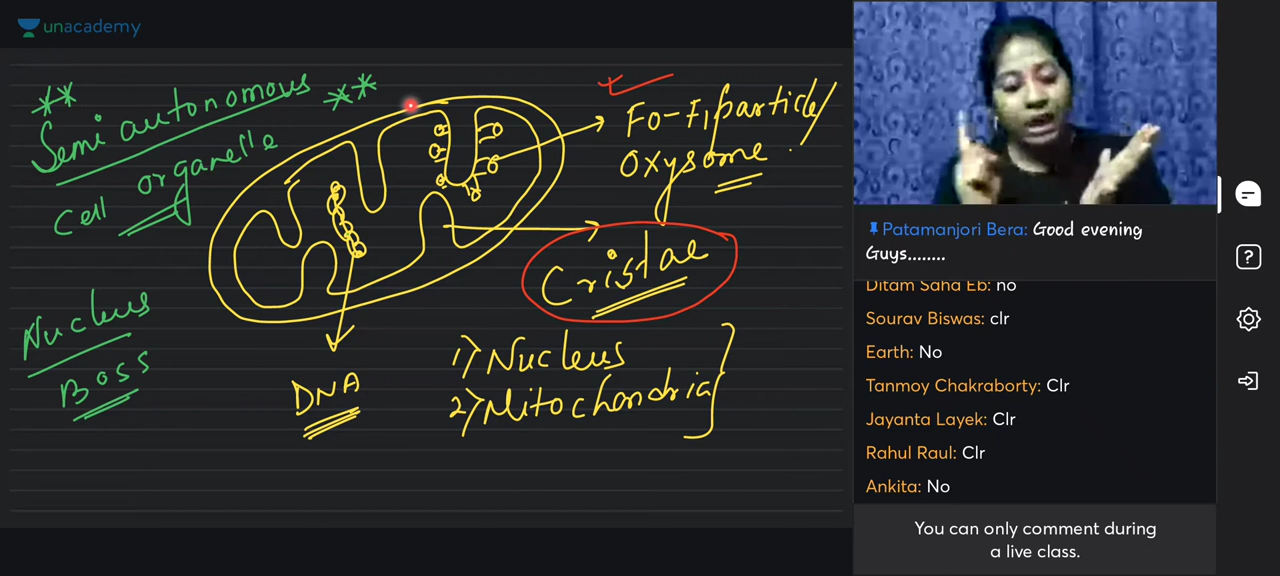 unacademy
**
Semi autonomous **
Cell organelle
Fo-F1 particle/
Oxysome.
Cristae
Nucleus
Boss
DNA
1) Nucleus
2) Mitochondria
Patamanjori Bera: Good evening
Guys........
Ditam Saha Eb: no
Sourav Biswas: clr
Earth: No
Tanmoy Chakraborty: Clr
Jayanta Layek: Clr
Rahul Raul: Clr
Ankita: No
You can only comment during
a live class.